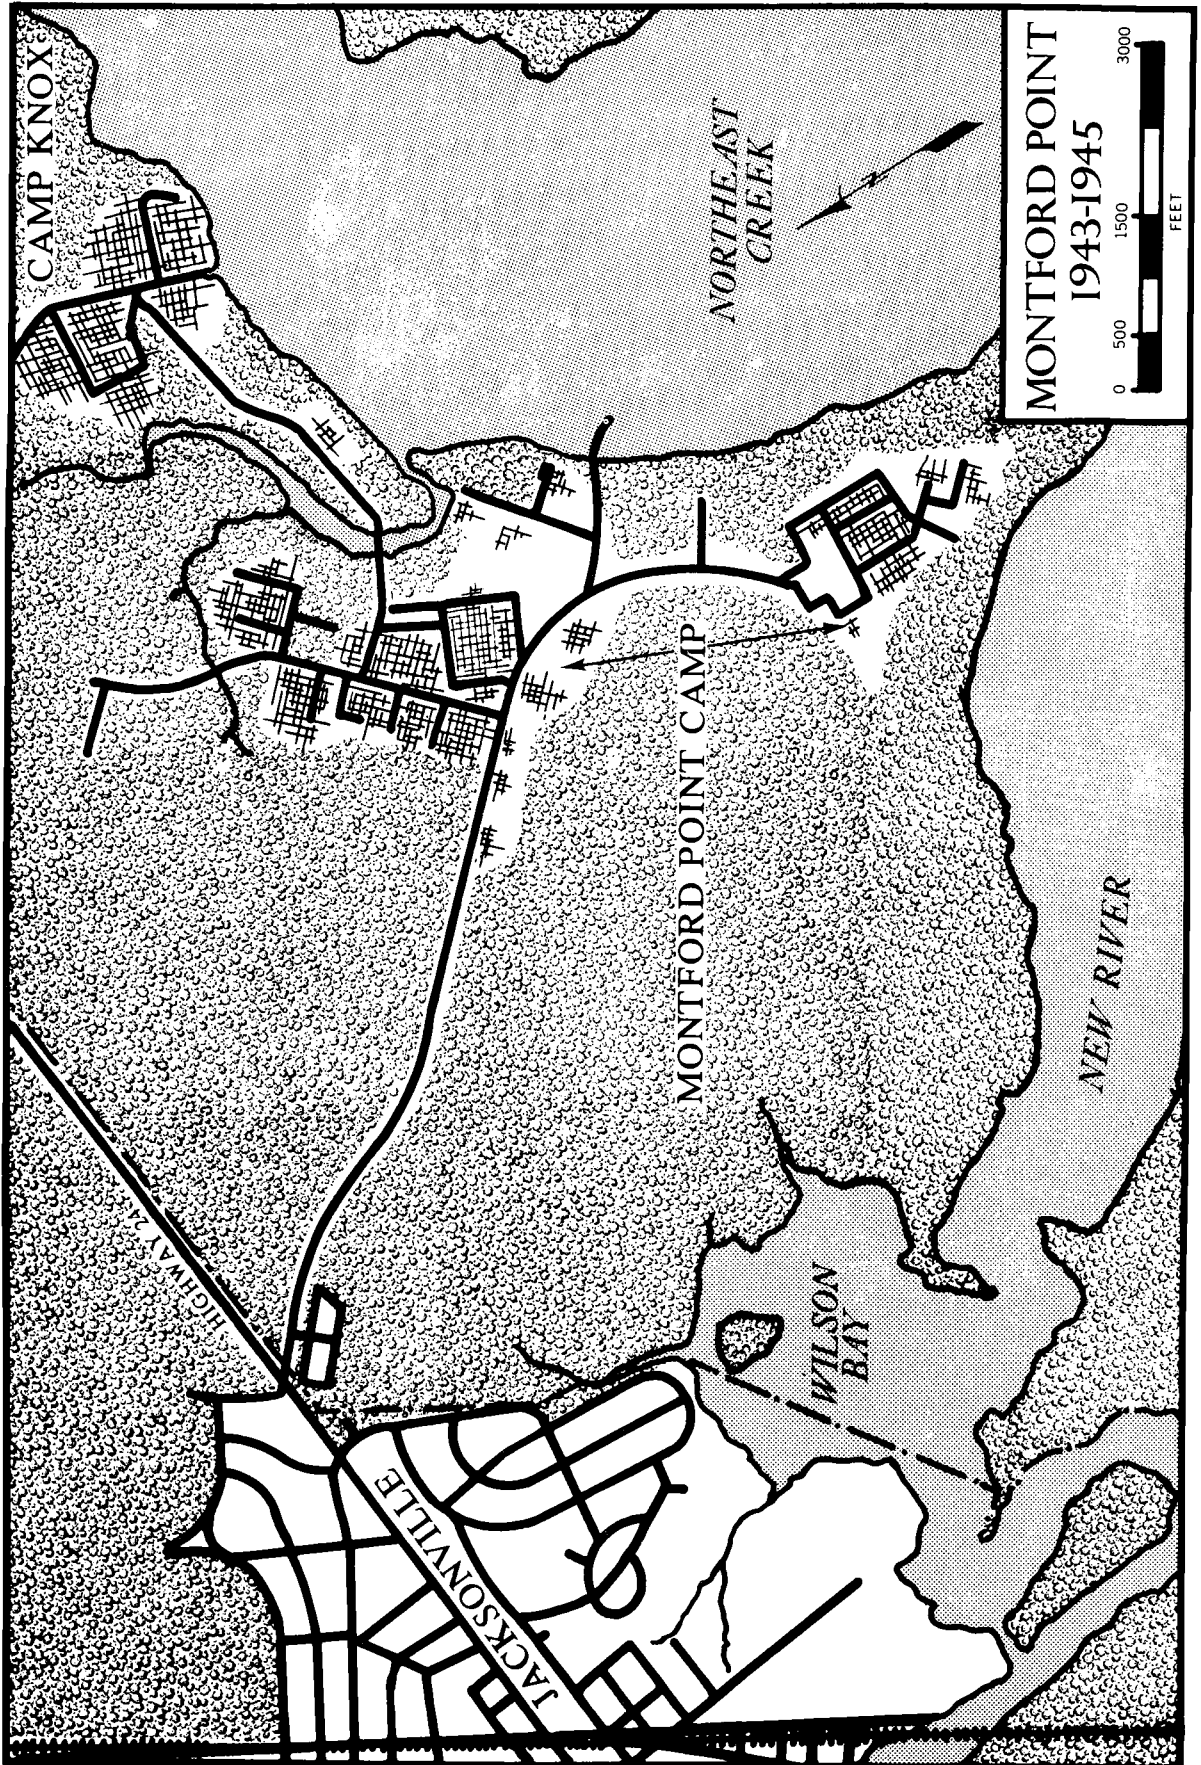 CAMP KNOX
NORTHEAST
CREEK
N
MONTFORD POINT
1943-1945
0 500 1500 3000
FEET
MONTFORD POINT CAMP
HIGHWAY 24
NEW RIVER
WILSON
BAY
JACKSONVILLE